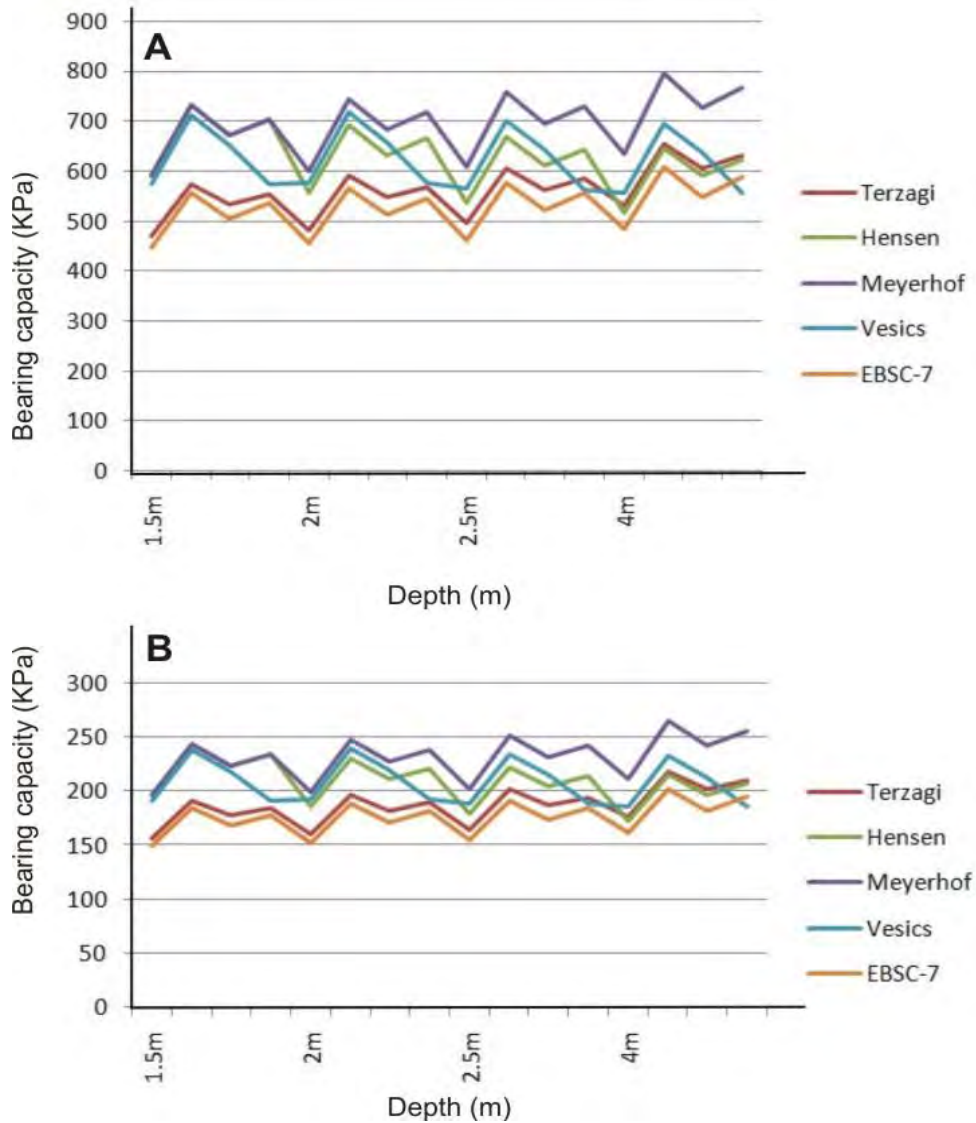 A
Bearing capacity (KPa)
900
800
700
600
500
400
300
200
100
0
1.5m
2m
2.5m
4m
Depth (m)
Terzagi
Hensen
Meyerhof
Vesics
EBSC-7
B
Bearing capacity (KPa)
300
250
200
150
100
50
0
1.5m
2m
2.5m
4m
Depth (m)
Terzagi
Hensen
Meyerhof
Vesics
EBSC-7